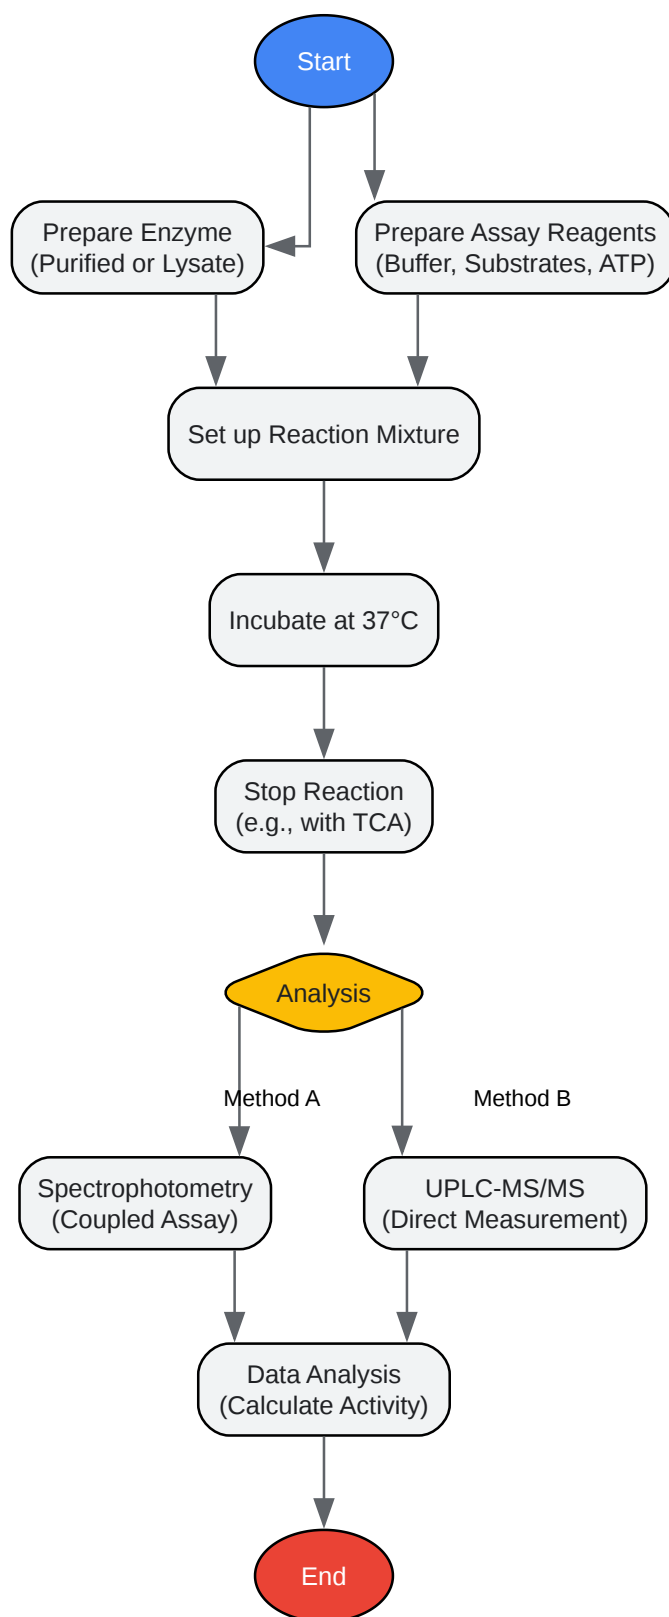 Start
Prepare Enzyme
(Purified or Lysate)
Prepare Assay Reagents
(Buffer, Substrates, ATP)
Set up Reaction Mixture
Incubate at 37°C
Stop Reaction
(e.g., with TCA)
Analysis
Method A
Method B
Spectrophotometry
(Coupled Assay)
UPLC-MS/MS
(Direct Measurement)
Data Analysis
(Calculate Activity)
End